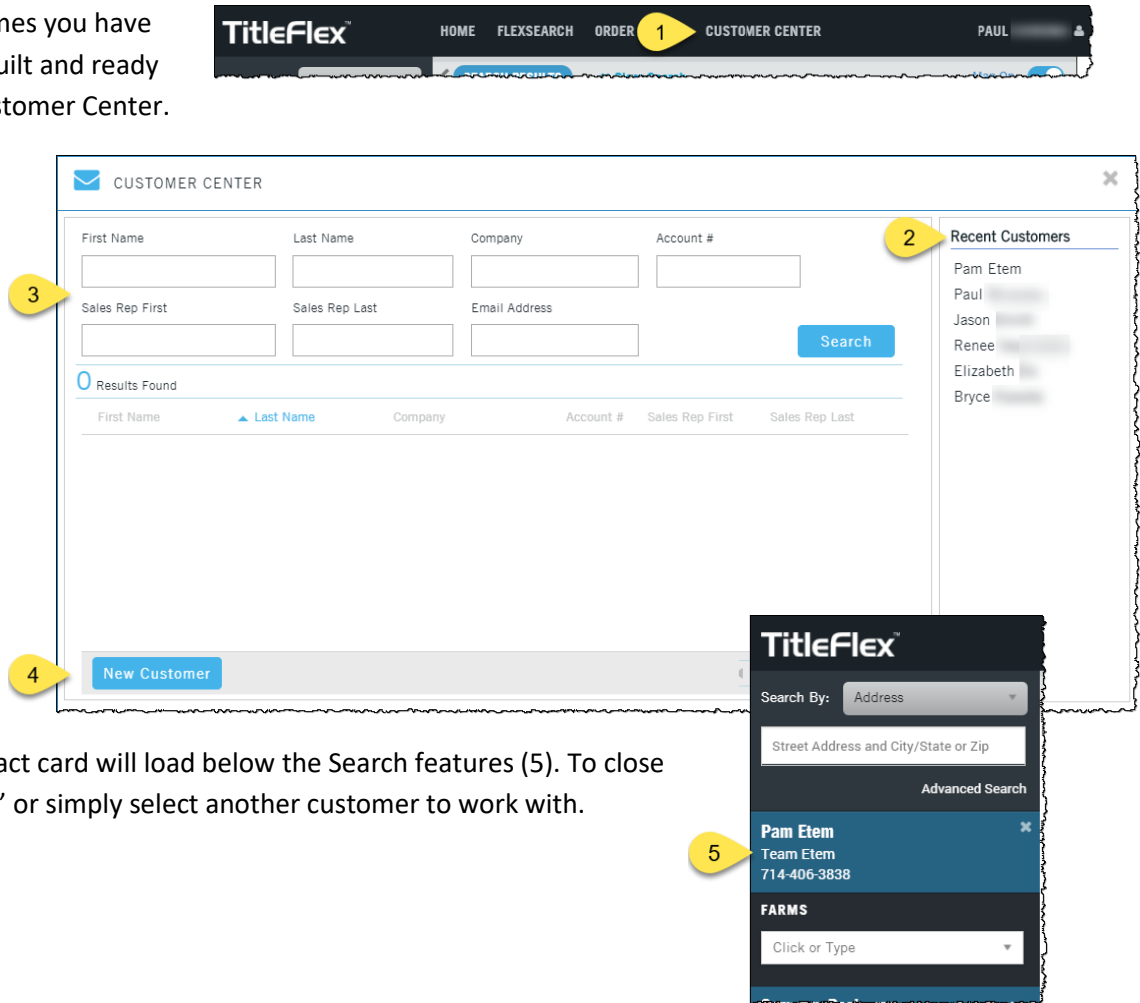 mes you have
uilt and ready
stomer Center.
TitleFlex™
HOME FLEXSEARCH ORDER 1 CUSTOMER CENTER PAUL
CUSTOMER CENTER
First Name Last Name Company Account #
3
Sales Rep First Sales Rep Last Email Address
Search
0 Results Found
First Name Last Name Company Account # Sales Rep First Sales Rep Last
4 New Customer
2 Recent Customers
Pam Etem
Paul
Jason
Renee
Elizabeth
Bryce
act card will load below the Search features (5). To close
” or simply select another customer to work with.
TitleFlex™
Search By: Address
Street Address and City/State or Zip
Advanced Search
5
Pam Etem
Team Etem
714-406-3838
FARMS
Click or Type